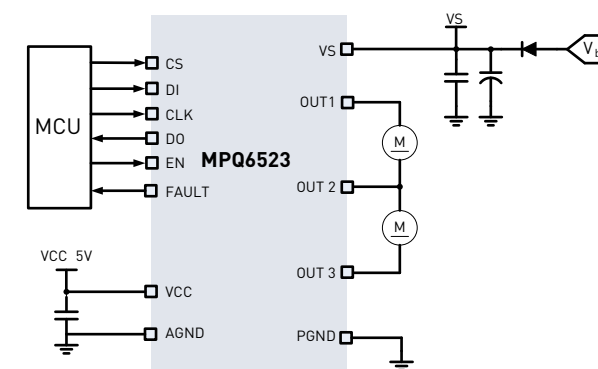 VS
MCU
CS
DI
CLK
DO
EN
FAULT
MPQ6523
VS
OUT1
M
OUT 2
M
OUT 3
VCC 5V
VCC
AGND
PGND